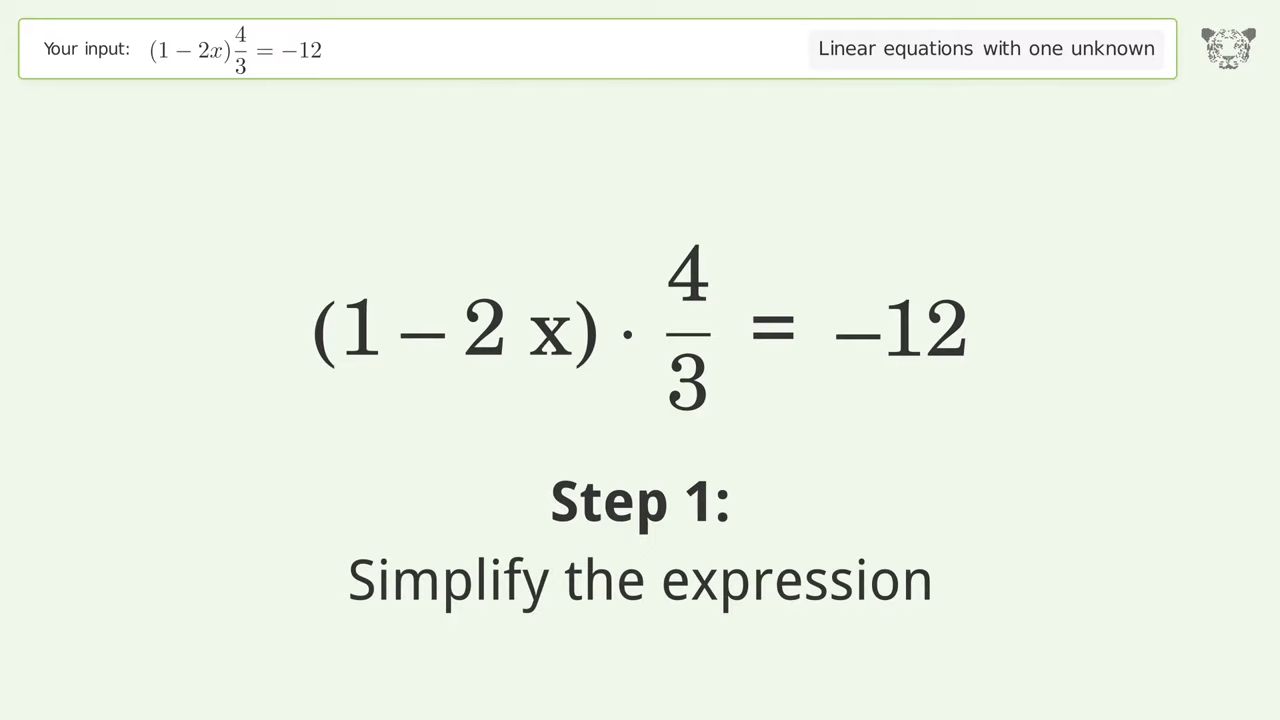 Your input: (1 − 2x)4/3 = −12
Linear equations with one unknown
(1 – 2 x) · 4/3 = –12
Step 1:
Simplify the expression